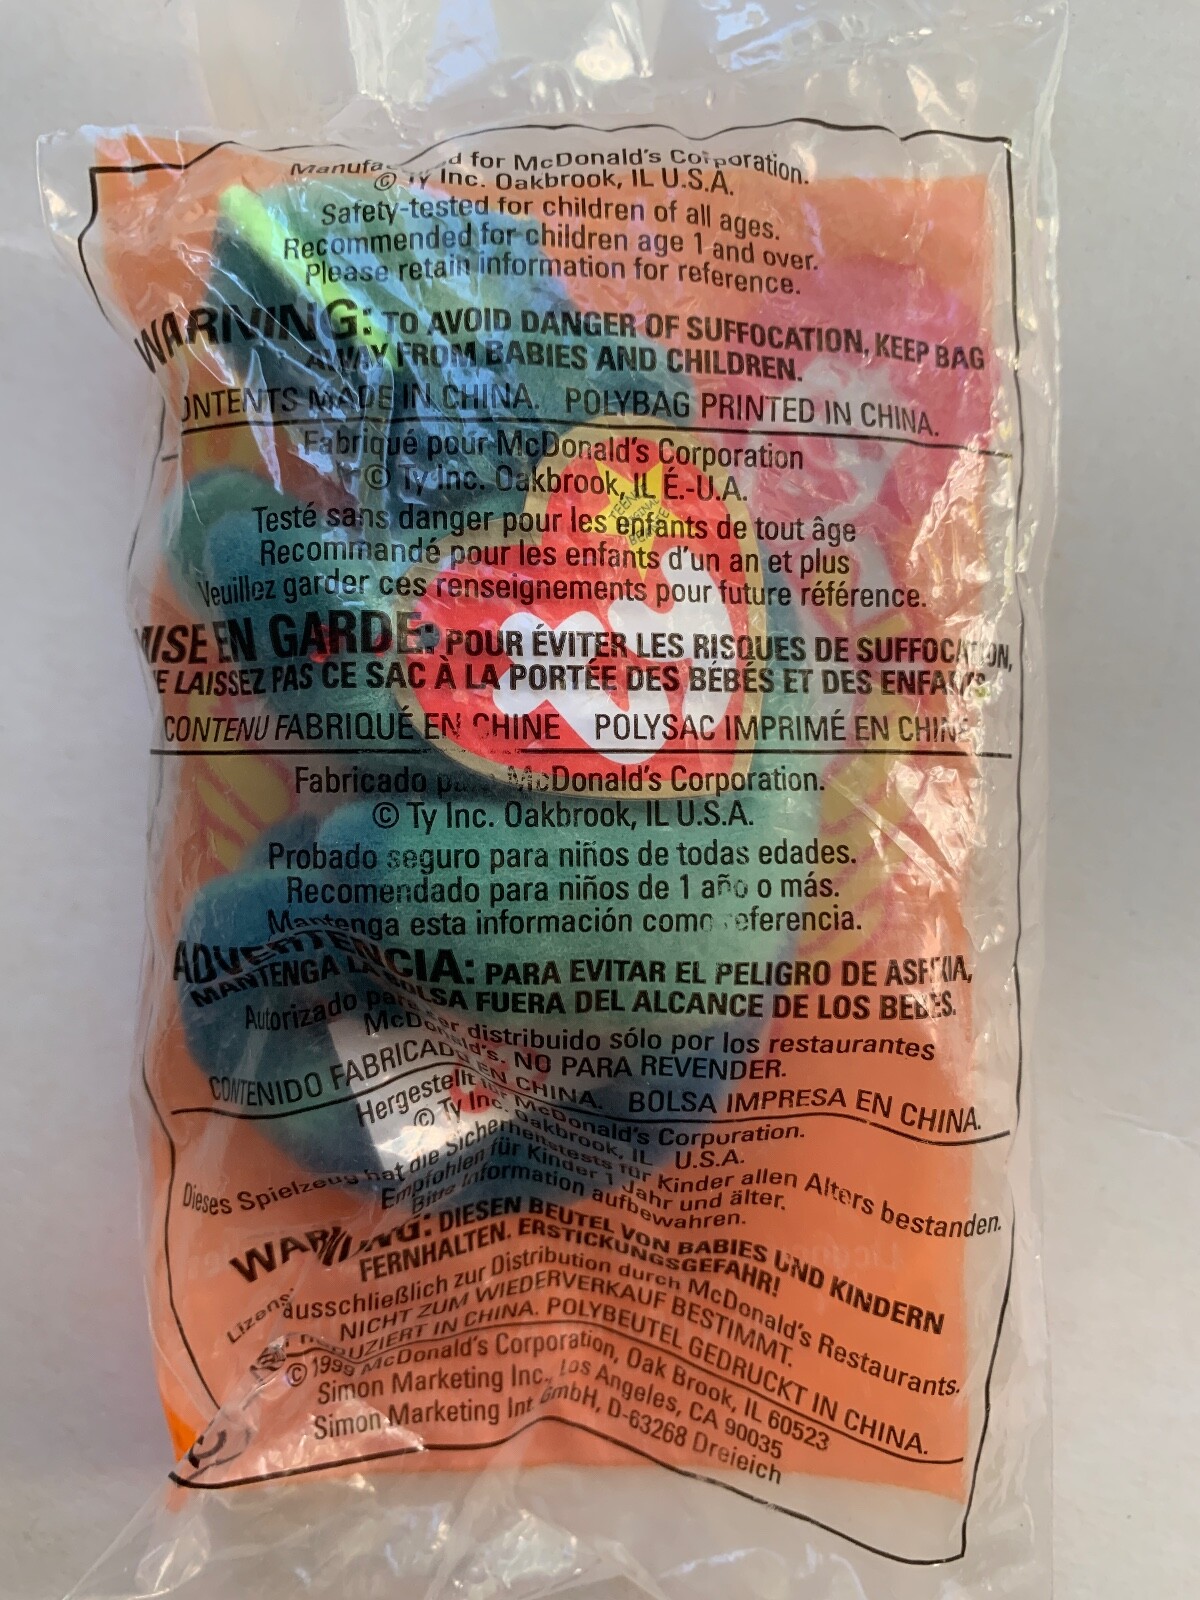 for McDonald's Corporation.
© Ty Inc. Oakbrook, IL U.S.A.
Safety-tested for children of all ages.
Recommended for children age 1 and over.
Please retain information for reference.
WARNING: TO AVOID DANGER OF SUFFOCATION, KEEP BAG
AWAY FROM BABIES AND CHILDREN.
CONTENTS MADE IN CHINA. POLYBAG PRINTED IN CHINA.
Fabriqué pour McDonald's Corporation
© Ty Inc. Oakbrook, IL É.-U.A.
Testé sans danger pour les enfants de tout âge
Recommandé pour les enfants d'un an et plus
Veuillez garder ces renseignements pour future référence.
MISE EN GARDE: POUR ÉVITER LES RISQUES DE SUFFOCATION,
NE LAISSEZ PAS CE SAC À LA PORTÉE DES BÉBÉS ET DES ENFANTS
CONTENU FABRIQUÉ EN CHINE POLYSAC IMPRIMÉ EN CHINE
ty
Fabricado para McDonald's Corporation.
© Ty Inc. Oakbrook, IL U.S.A.
Probado seguro para niños de todas edades.
Recomendado para niños de 1 año o más.
Mantenga esta información como referencia.
ADVERTENCIA: PARA EVITAR EL PELIGRO DE ASFIXIA,
MANTENGA LA BOLSA FUERA DEL ALCANCE DE LOS BEBÉS.
Autorizado para ser distribuido sólo por los restaurantes
McDonald's. NO PARA REVENDER.
CONTENIDO FABRICADO EN CHINA. BOLSA IMPRESA EN CHINA.
Hergestellt für McDonald's Corporation.
© Ty Inc. Oakbrook, IL U.S.A.
Dieses Spielzeug hat die Sicherheitstests für Kinder allen Alters bestanden.
Empfohlen für Kinder 1 Jahr und älter.
Bitte Information aufbewahren.
WARNUNG: DIESEN BEUTEL VON BABIES UND KINDERN
FERNHALTEN. ERSTICKUNGSGEFAHR!
Lizens: ausschließlich zur Distribution durch McDonald's Restaurants.
NICHT ZUM WIEDERVERKAUF BESTIMMT.
IN CHINA. POLYBEUTEL GEDRUCKT IN CHINA.
© 1999 McDonald's Corporation, Oak Brook, IL 60523
Simon Marketing Inc., Los Angeles, CA 90035
Simon Marketing Int GmbH, D-63268 Dreieich